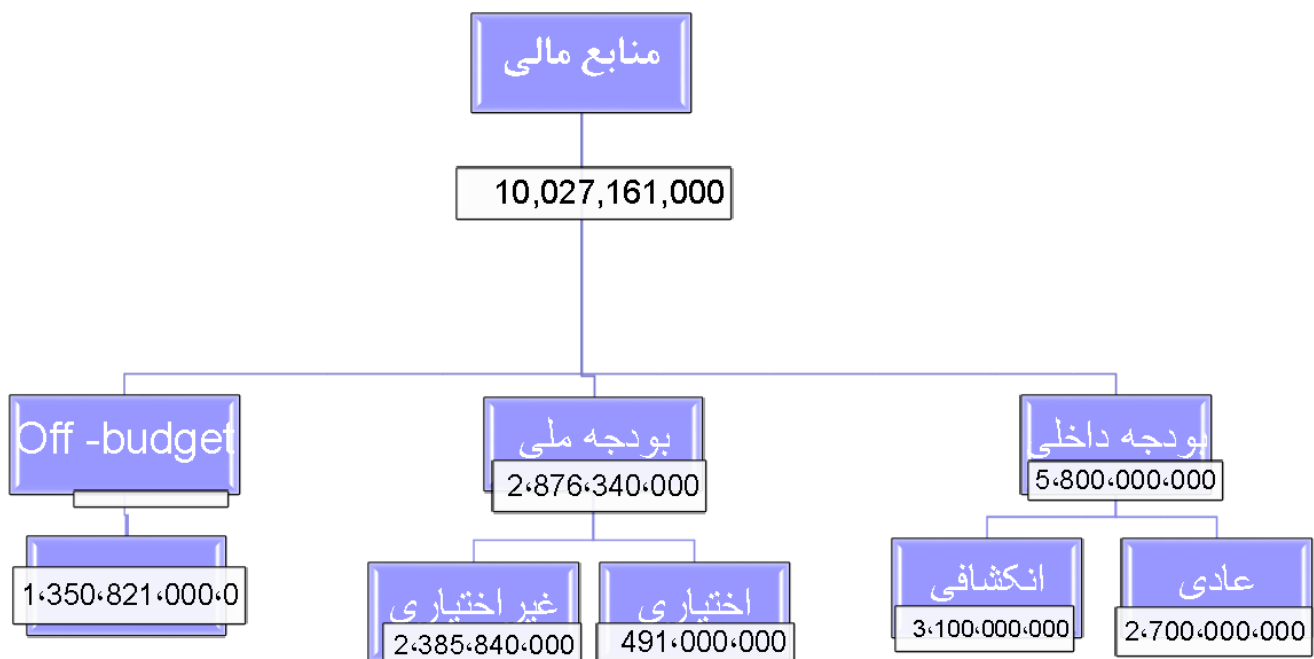 منابع مالی
10,027,161,000
Off -budget
بودجه ملی
بودجه داخلی
2،876،340،000
5،800،000،000
1،350،821،000،0
غیر اختیاری
اختیاری
انکشافی
عادی
2،385،840،000
491،000،000
3،100،000،000
2،700،000،000